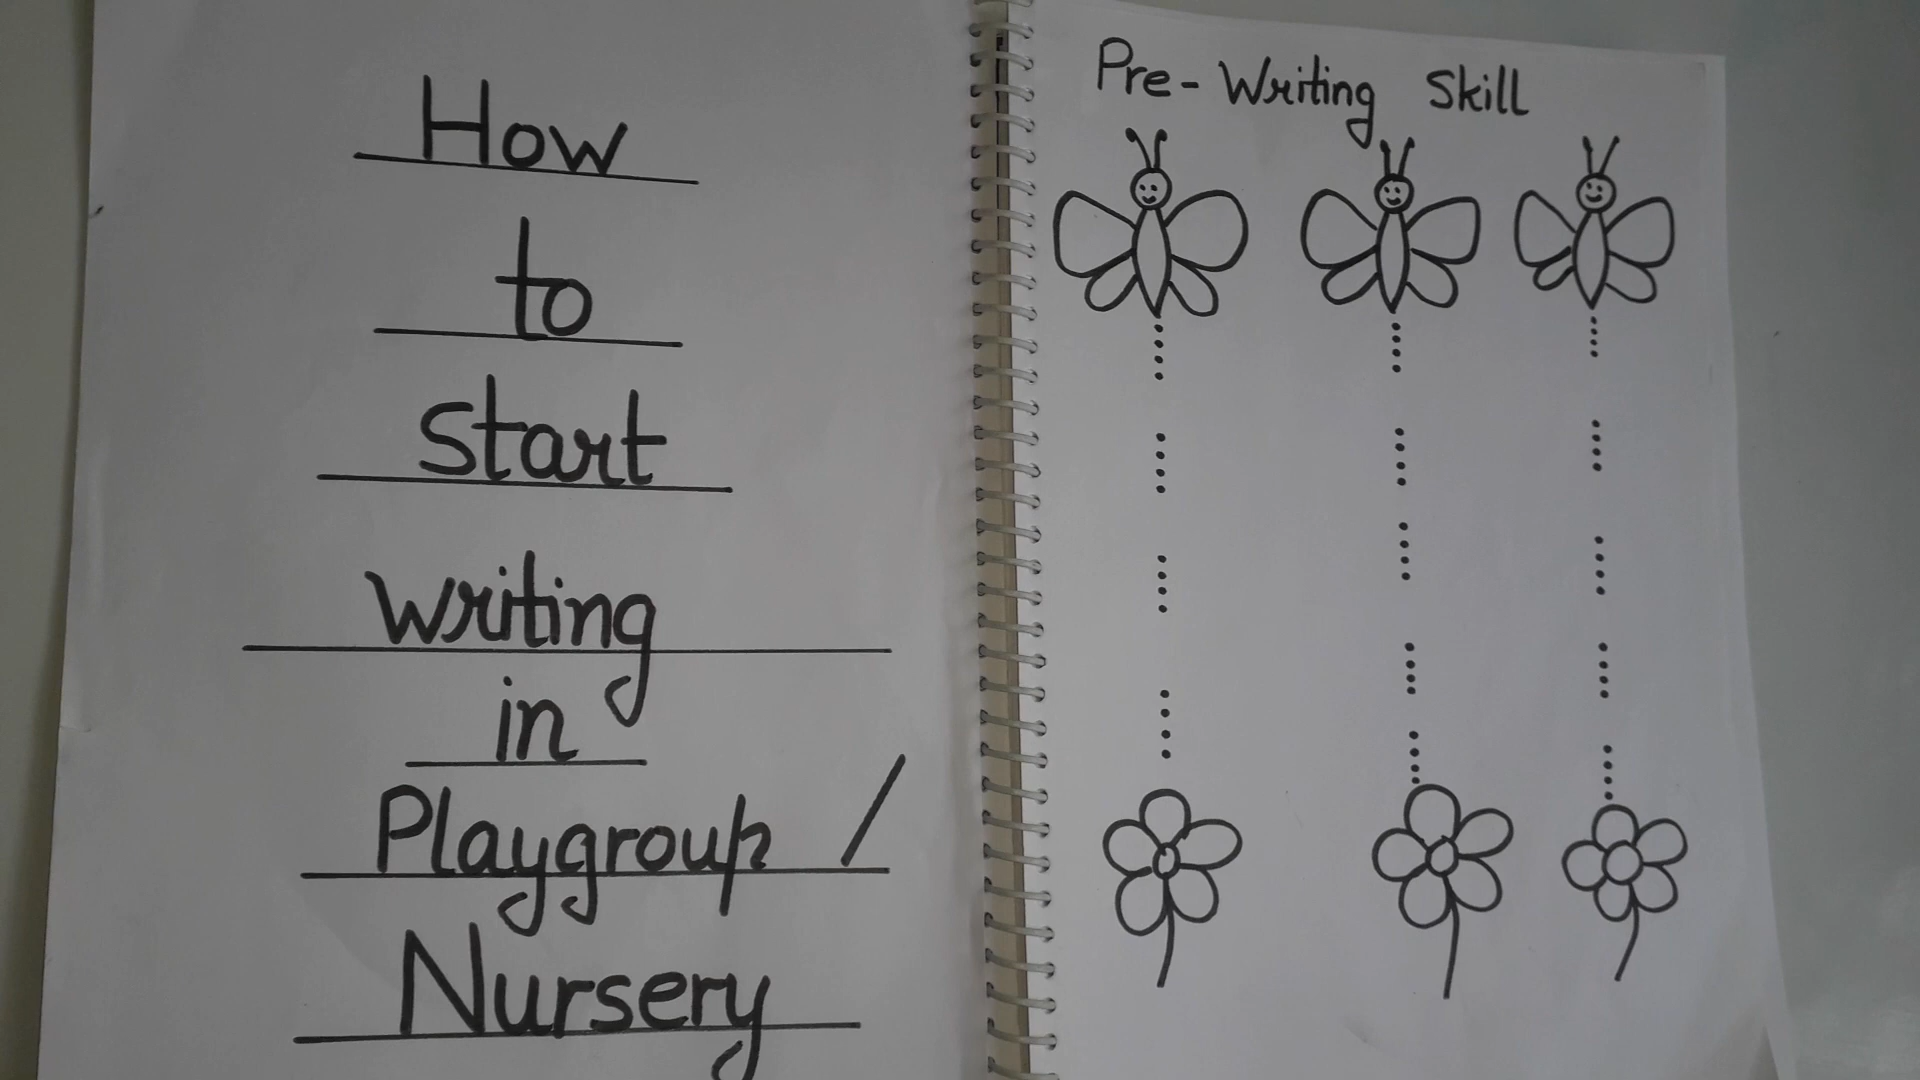 How
to
Start
Writing
in
Playgroup /
Nursery
Pre-Writing Skill